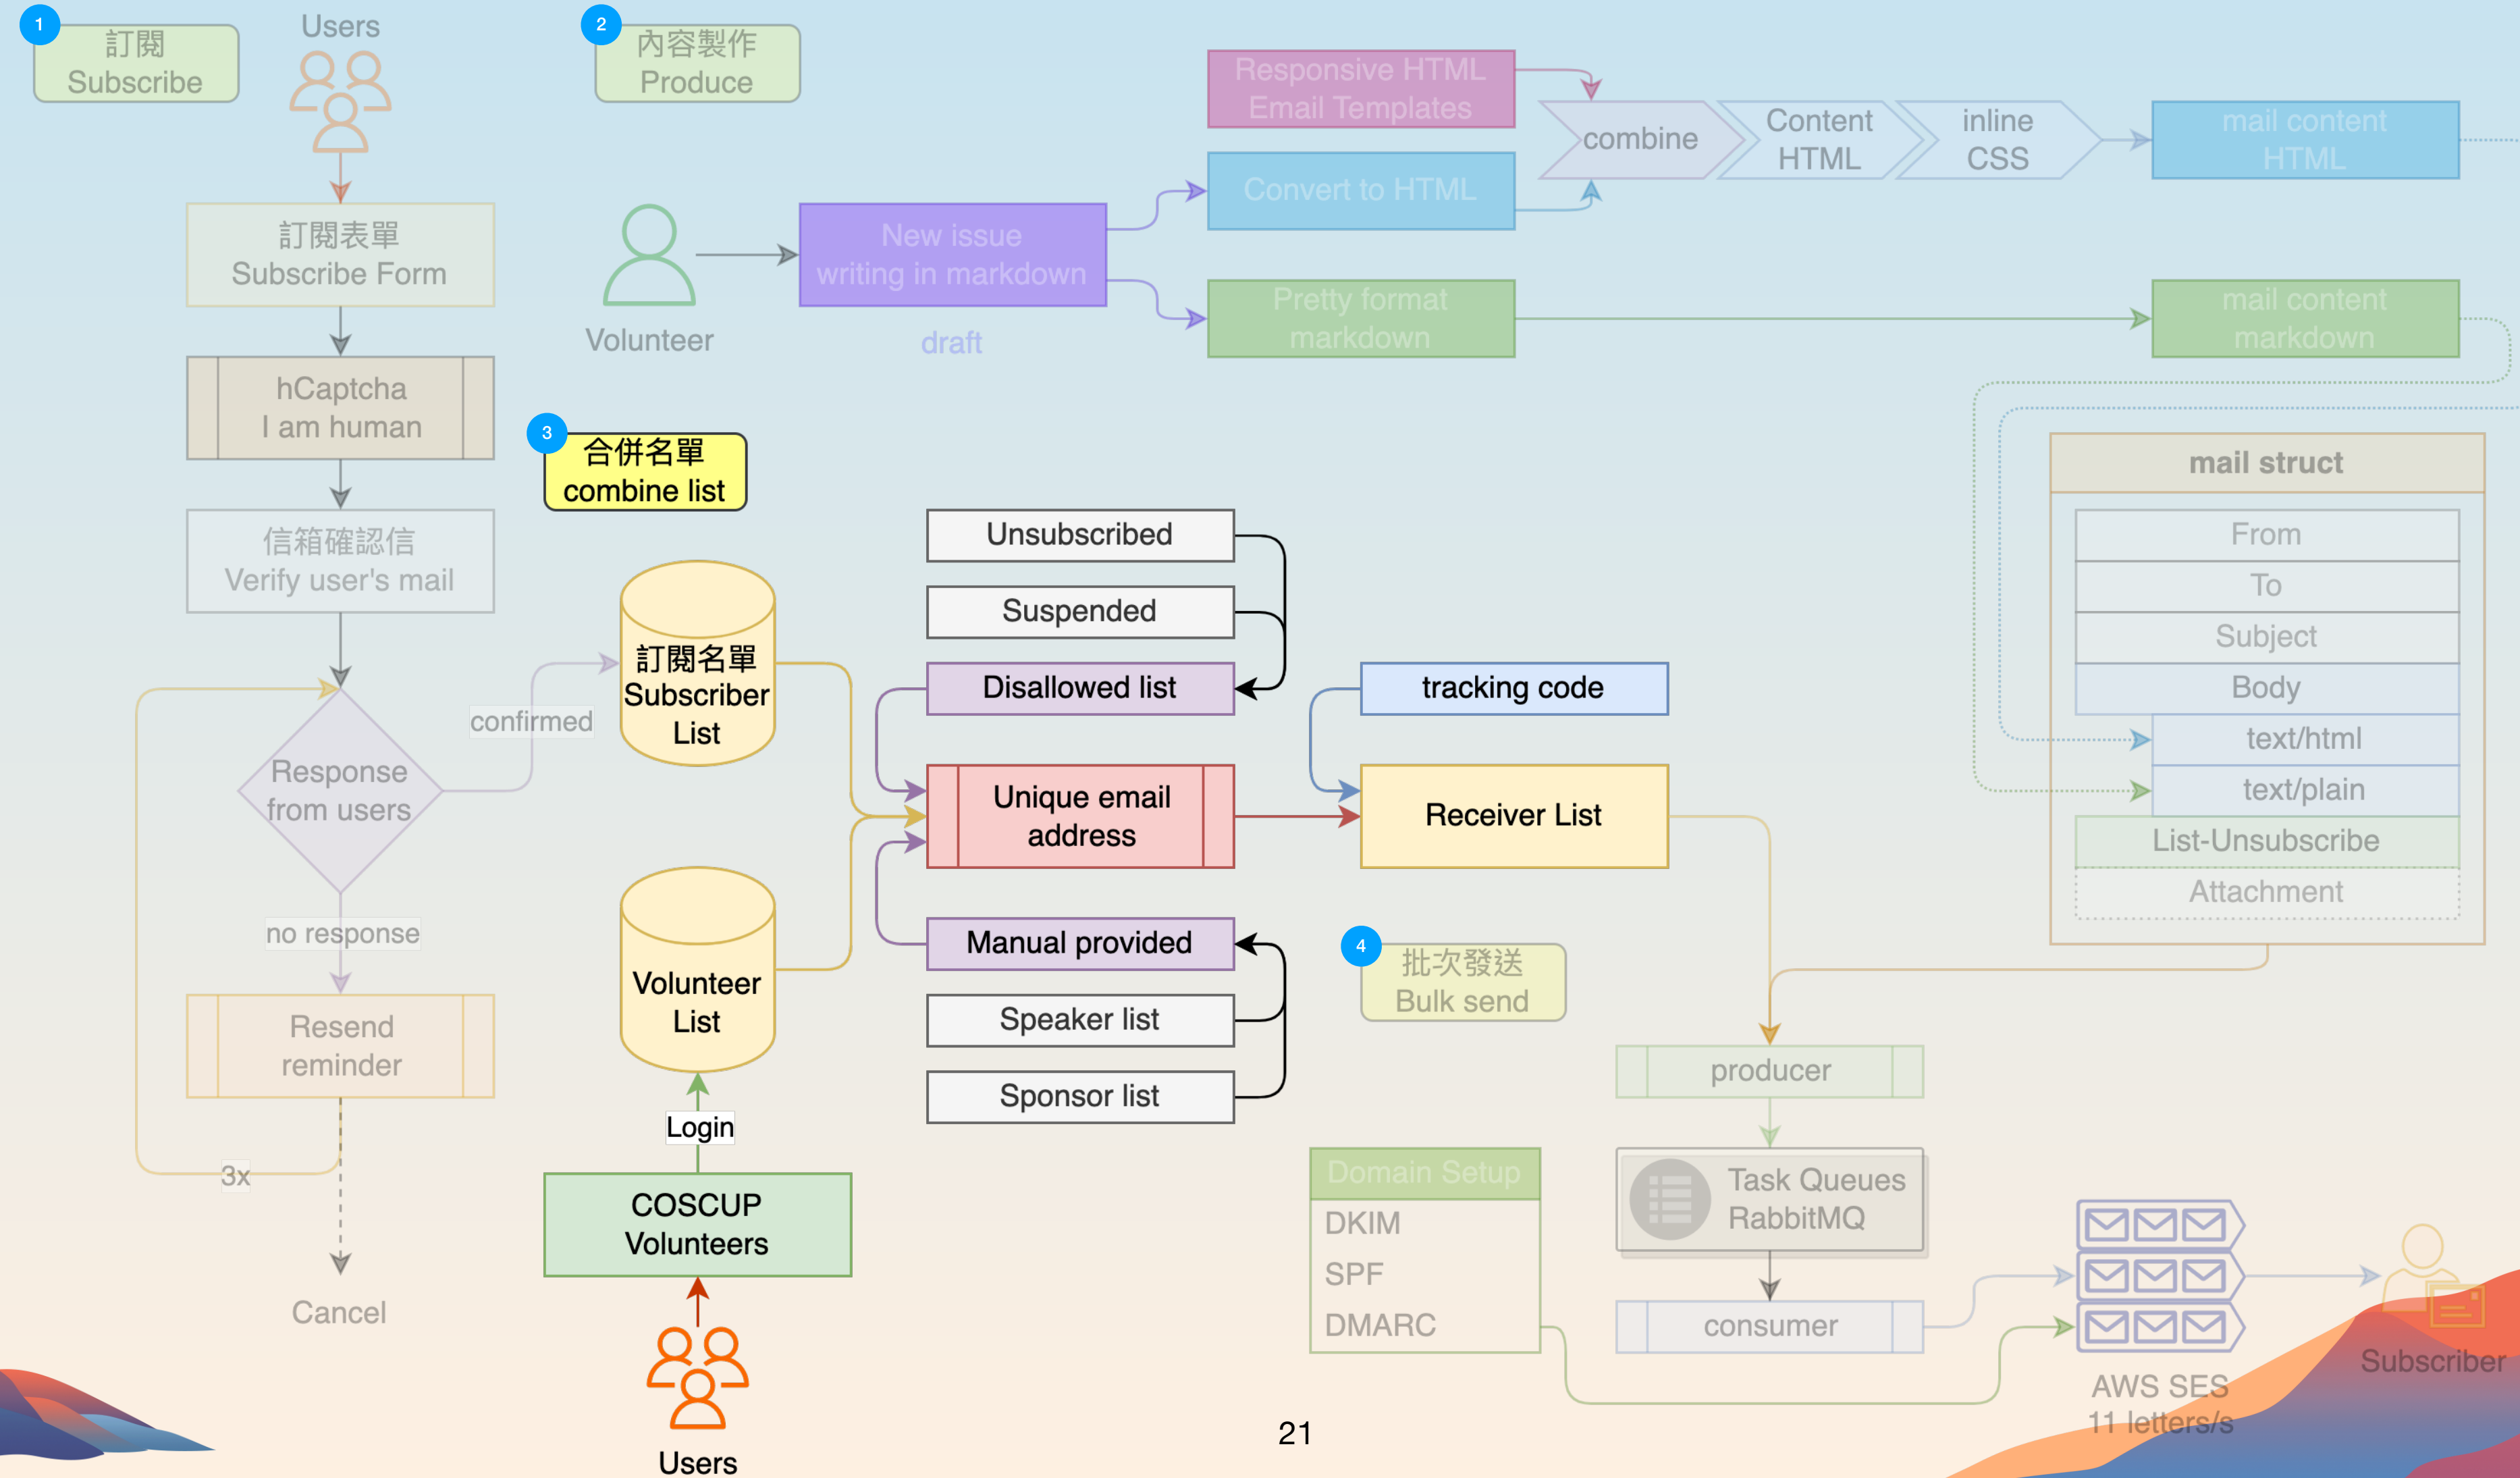 1
訂閱
Subscribe
Users
訂閱表單
Subscribe Form
hCaptcha
I am human
信箱確認信
Verify user's mail
Response
from users
confirmed
no response
Resend
reminder
3x
Cancel
2
內容製作
Produce
Volunteer
New issue
writing in markdown
draft
Responsive HTML
Email Templates
Convert to HTML
Pretty format
markdown
combine
Content
HTML
inline
CSS
mail content
HTML
mail content
markdown
3
合併名單
combine list
訂閱名單
Subscriber
List
Volunteer
List
Login
COSCUP
Volunteers
Users
Unsubscribed
Suspended
Disallowed list
Unique email
address
Manual provided
Speaker list
Sponsor list
tracking code
Receiver List
mail struct
From
To
Subject
Body
text/html
text/plain
List-Unsubscribe
Attachment
4
批次發送
Bulk send
producer
Task Queues
RabbitMQ
consumer
Domain Setup
DKIM
SPF
DMARC
AWS SES
11 letters/s
Subscriber
21